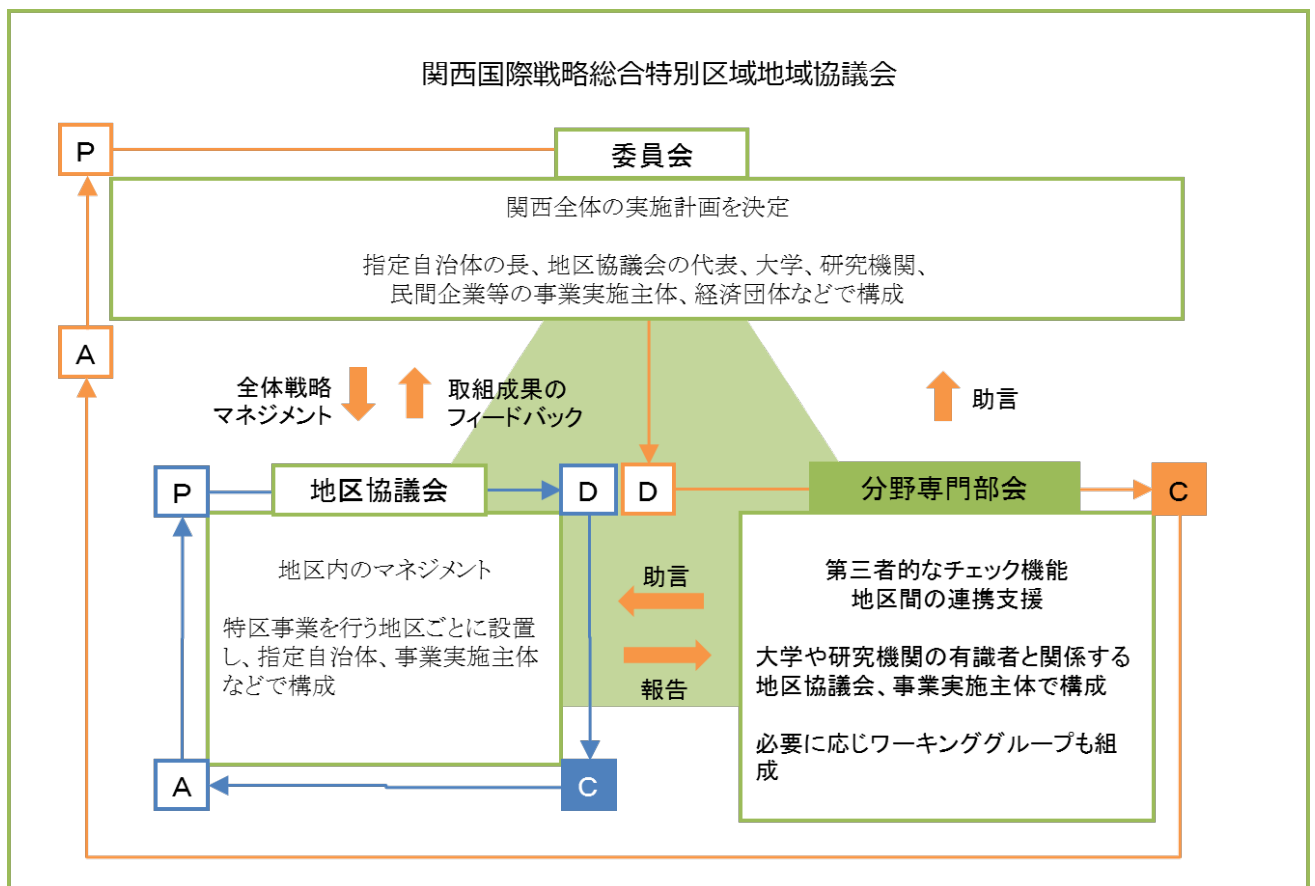 関西国際戦略総合特別区域地域協議会
P
委員会
関西全体の実施計画を決定
指定自治体の長、地区協議会の代表、大学、研究機関、
民間企業等の事業実施主体、経済団体などで構成
A
全体戦略
マネジメント
取組成果の
フィードバック
助言
P
地区協議会
D
D
分野専門部会
C
地区内のマネジメント
特区事業を行う地区ごとに設置
し、指定自治体、事業実施主体
などで構成
助言
報告
第三者的なチェック機能
地区間の連携支援
大学や研究機関の有識者と関係する
地区協議会、事業実施主体で構成
必要に応じワーキンググループも組
成
A
C